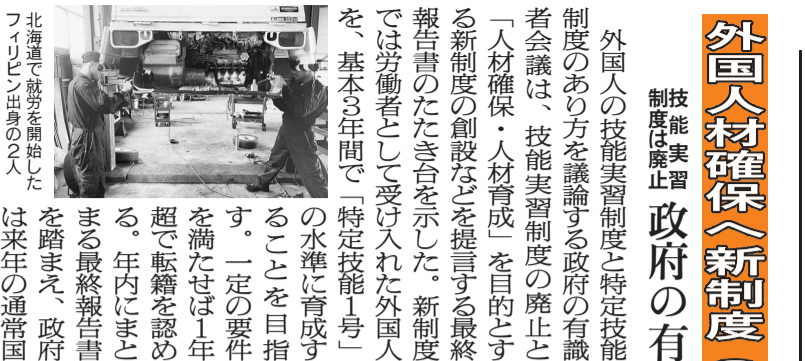 外国人材確保へ新制度
技能実習
制度は廃止
政府の有
外国人の技能実習制度と特定技能
制度のあり方を議論する政府の有識
者会議は、技能実習制度の廃止と
「人材確保・人材育成」を目的とす
る新制度の創設などを提言する最終
報告書のたたき台を示した。新制度
では労働者として受け入れた外国人
を、基本3年間で「特定技能1号」
の水準に育成す
ることを目指
す。一定の要件
を満たせば1年
超で転籍を認め
る。年内にまと
まる最終報告書
を踏まえ、政府
は来年の通常国
北海道で就労を開始した
フィリピン出身の2人